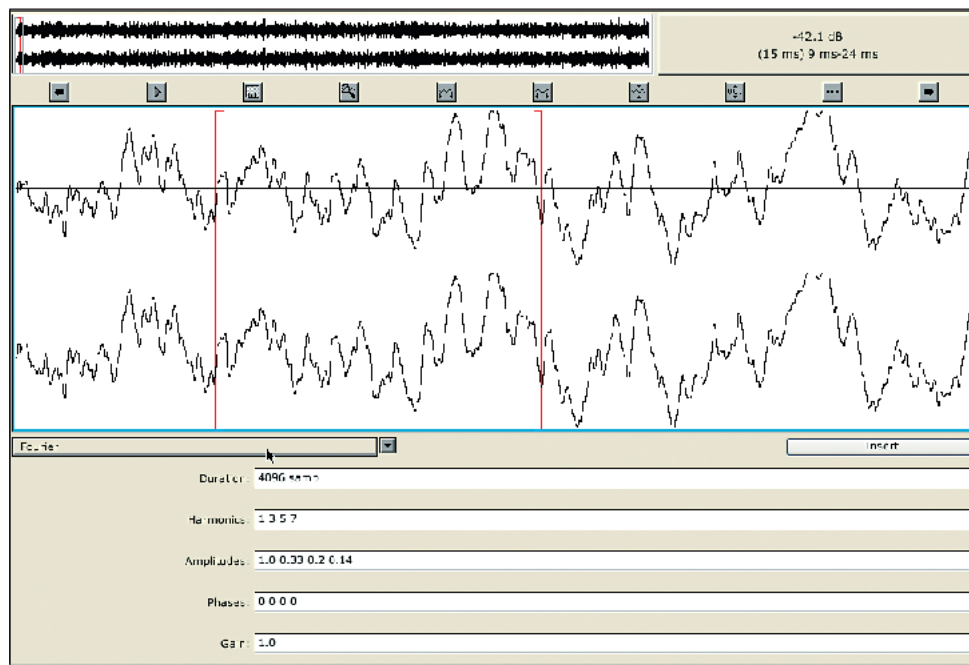 -42.1 dB
(15 ms) 9 ms-24 ms
Fourier
Insert
Duration: 4096 samp
Harmonics: 1 3 5 7
Amplitudes: 1.0 0.33 0.2 0.14
Phases: 0 0 0 0
Gain: 1.0